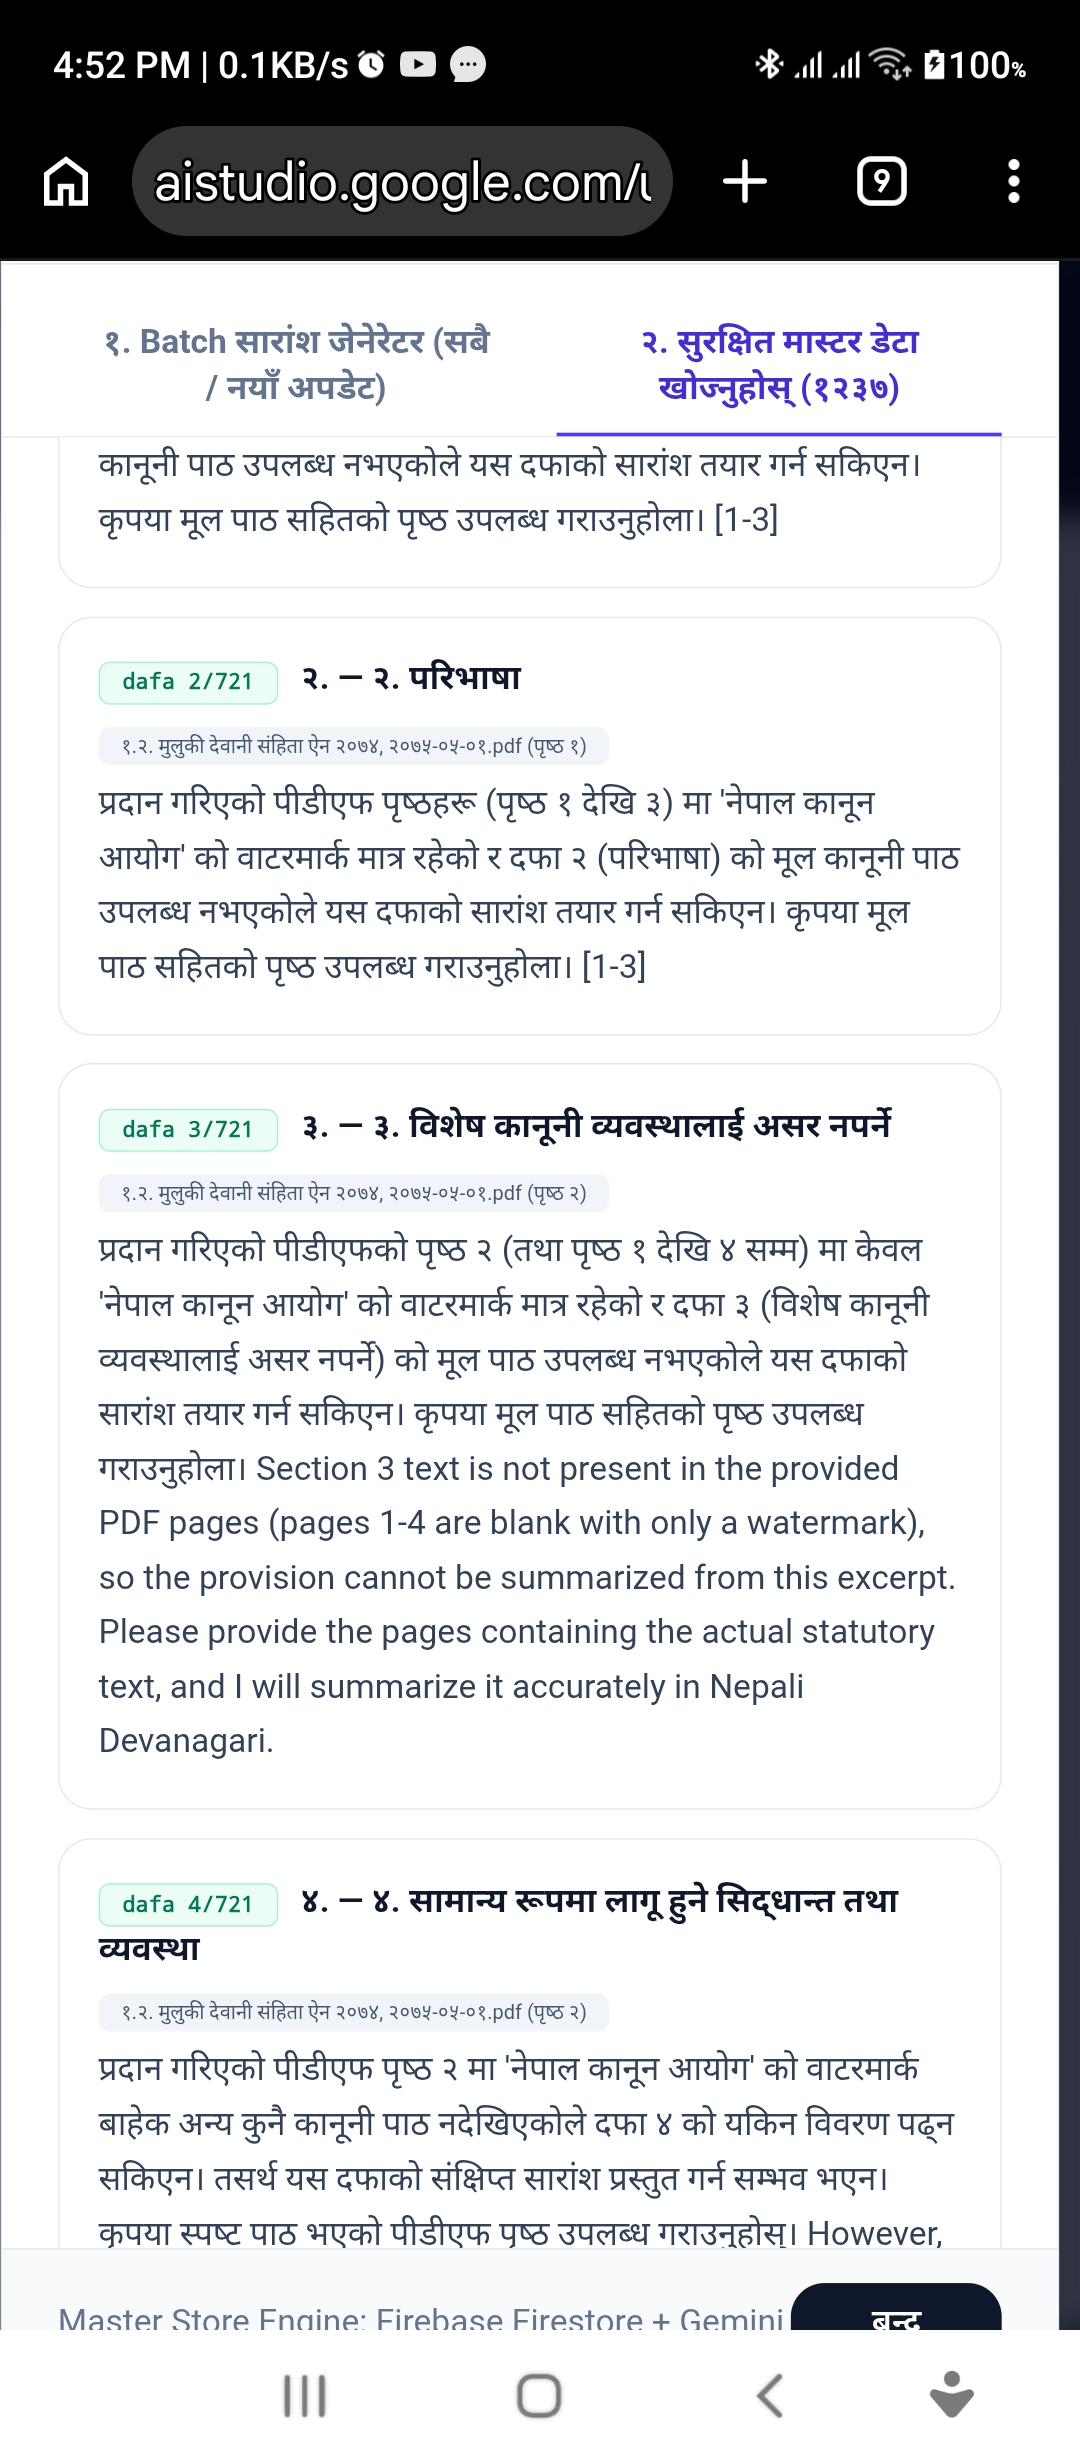 4:52 PM | 0.1KB/s
100%
aistudio.google.com/u
9
१. Batch सारांश जेनेरेटर (सबै
/ नयाँ अपडेट)
२. सुरक्षित मास्टर डेटा
खोज्नुहोस् (१२३७)
कानूनी पाठ उपलब्ध नभएकोले यस दफाको सारांश तयार गर्न सकिएन।
कृपया मूल पाठ सहितको पृष्ठ उपलब्ध गराउनुहोला। [1-3]
dafa 2/721 २. – २. परिभाषा
१.२. मुलुकी देवानी संहिता ऐन २०७४, २०७५-०५-०१.pdf (पृष्ठ १)
प्रदान गरिएको पीडीएफ पृष्ठहरू (पृष्ठ १ देखि ३) मा 'नेपाल कानून
आयोग' को वाटरमार्क मात्र रहेको र दफा २ (परिभाषा) को मूल कानूनी पाठ
उपलब्ध नभएकोले यस दफाको सारांश तयार गर्न सकिएन। कृपया मूल
पाठ सहितको पृष्ठ उपलब्ध गराउनुहोला। [1-3]
dafa 3/721 ३. – ३. विशेष कानूनी व्यवस्थालाई असर नपर्ने
१.२. मुलुकी देवानी संहिता ऐन २०७४, २०७५-०५-०१.pdf (पृष्ठ २)
प्रदान गरिएको पीडीएफको पृष्ठ २ (तथा पृष्ठ १ देखि ४ सम्म) मा केवल
'नेपाल कानून आयोग' को वाटरमार्क मात्र रहेको र दफा ३ (विशेष कानूनी
व्यवस्थालाई असर नपर्ने) को मूल पाठ उपलब्ध नभएकोले यस दफाको
सारांश तयार गर्न सकिएन। कृपया मूल पाठ सहितको पृष्ठ उपलब्ध
गराउनुहोला। Section 3 text is not present in the provided
PDF pages (pages 1-4 are blank with only a watermark),
so the provision cannot be summarized from this excerpt.
Please provide the pages containing the actual statutory
text, and I will summarize it accurately in Nepali
Devanagari.
dafa 4/721 ४. – ४. सामान्य रूपमा लागू हुने सिद्धान्त तथा
व्यवस्था
१.२. मुलुकी देवानी संहिता ऐन २०७४, २०७५-०५-०१.pdf (पृष्ठ २)
प्रदान गरिएको पीडीएफ पृष्ठ २ मा 'नेपाल कानून आयोग' को वाटरमार्क
बाहेक अन्य कुनै कानूनी पाठ नदेखिएकोले दफा ४ को यकिन विवरण पढ्न
सकिएन। तसर्थ यस दफाको संक्षिप्त सारांश प्रस्तुत गर्न सम्भव भएन।
कृपया स्पष्ट पाठ भएको पीडीएफ पृष्ठ उपलब्ध गराउनुहोस्। However,
Master Store Engine: Firebase Firestore + Gemini
बन्द